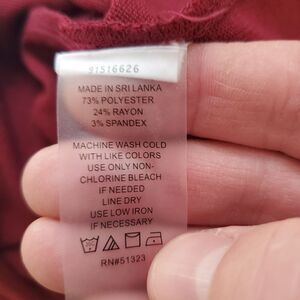 91516626
MADE IN SRI LANKA
73% POLYESTER
24% RAYON
3% SPANDEX
MACHINE WASH COLD
WITH LIKE COLORS
USE ONLY NON-
CHLORINE BLEACH
IF NEEDED
LINE DRY
USE LOW IRON
IF NECESSARY
RN#51323